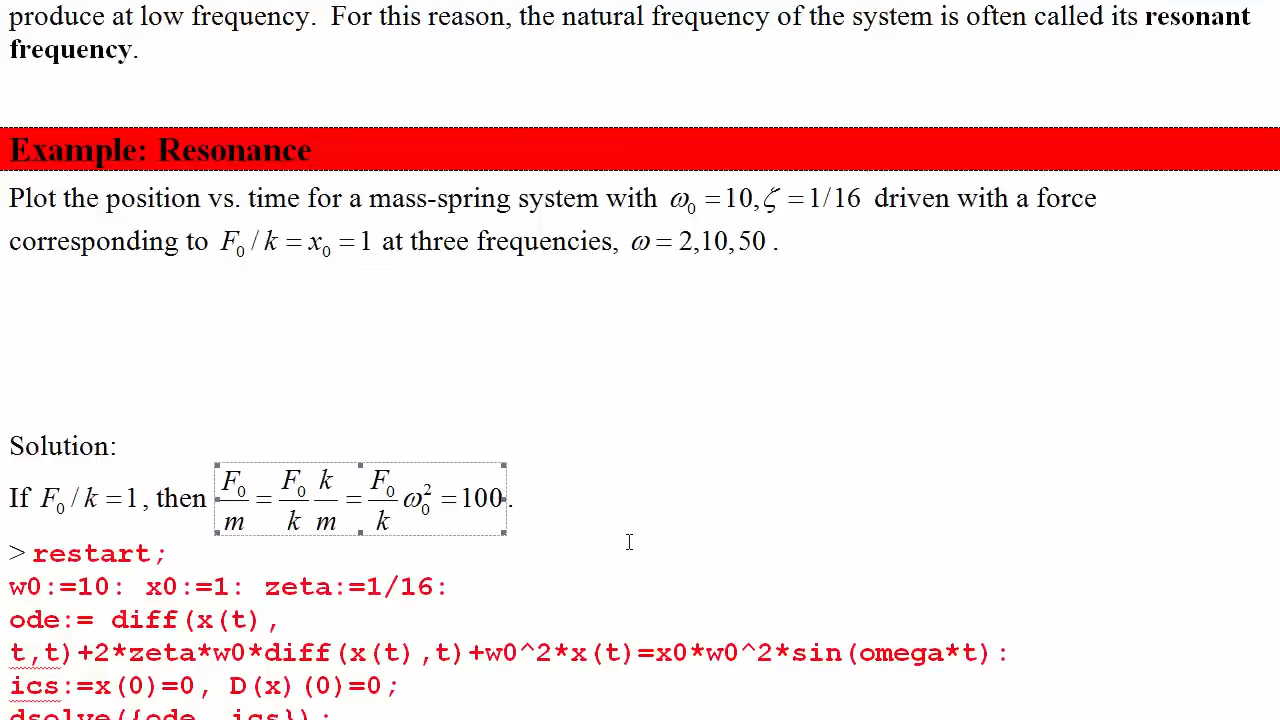 produce at low frequency. For this reason, the natural frequency of the system is often called its resonant
frequency.
Example: Resonance
Plot the position vs. time for a mass-spring system with ω₀ = 10, ζ = 1/16 driven with a force
corresponding to F₀ / k = x₀ = 1 at three frequencies, ω = 2,10,50 .
Solution:
If F₀ / k = 1, then F₀/m = F₀/k k/m = F₀/k ω₀² = 100.
> restart;
w0:=10: x0:=1: zeta:=1/16:
ode:= diff(x(t),
t,t)+2*zeta*w0*diff(x(t),t)+w0^2*x(t)=x0*w0^2*sin(omega*t):
ics:=x(0)=0, D(x)(0)=0;
dsolve({ode, ics});